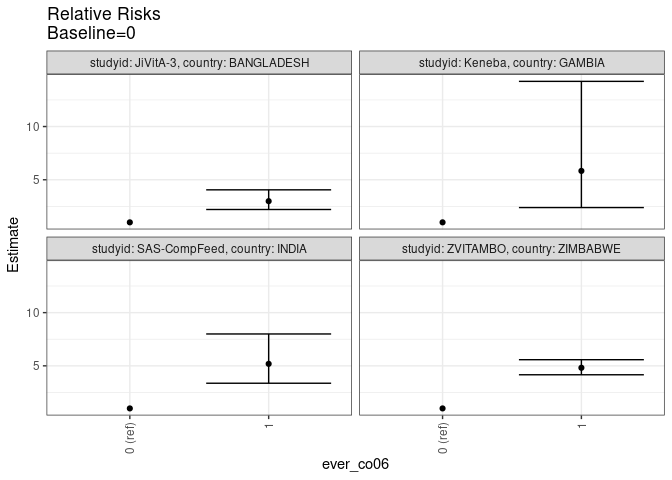 Relative Risks
Baseline=0
studyid: JiVitA-3, country: BANGLADESH
studyid: Keneba, country: GAMBIA
10
5
studyid: SAS-CompFeed, country: INDIA
studyid: ZVITAMBO, country: ZIMBABWE
10
5
Estimate
0 (ref)
1
0 (ref)
1
ever_co06